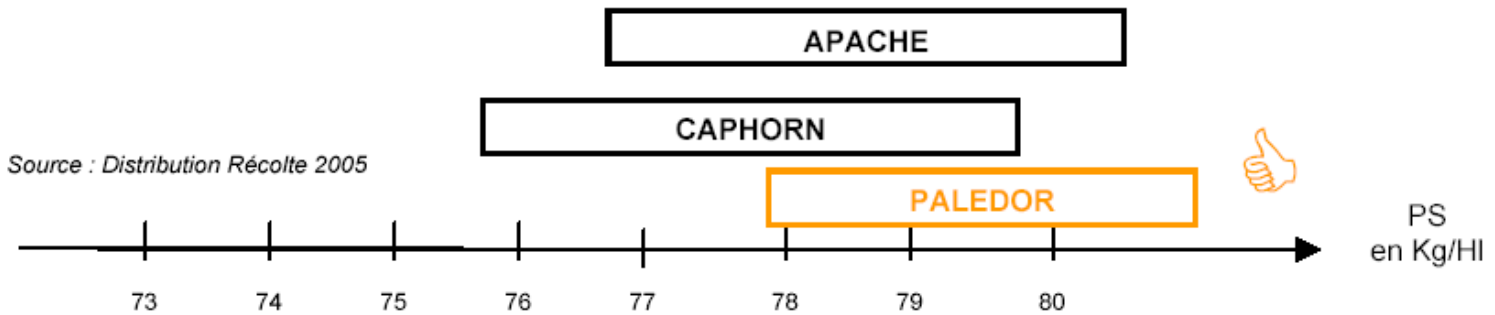 APACHE
CAPHORN
Source : Distribution Récolte 2005
PALEDOR
PS
en Kg/Hl
73 74 75 76 77 78 79 80